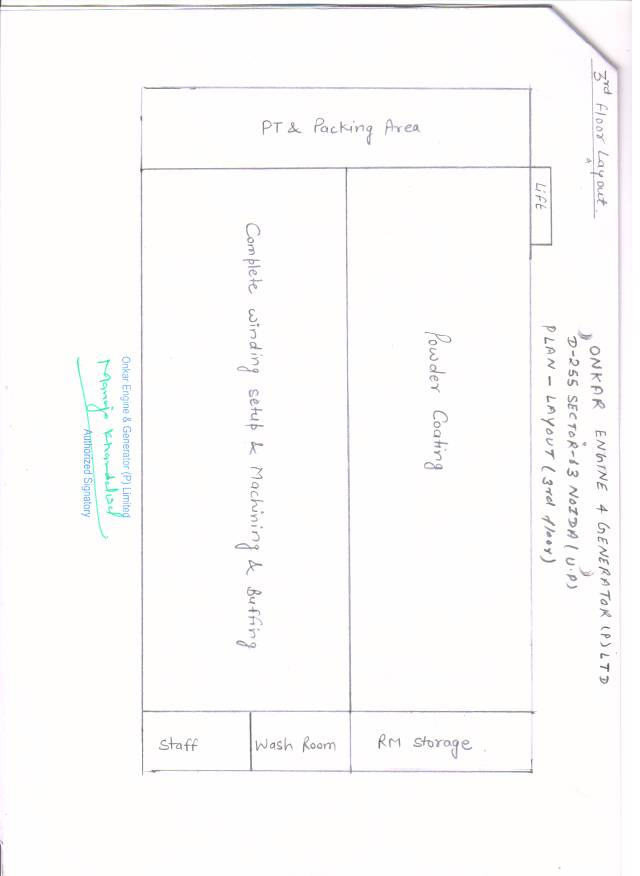 3rd floor Layout
ONKAR ENGINE & GENERATOR (P) LTD
D-255 SECTOR-63 NOIDA (U.P)
PLAN - LAYOUT (3rd floor)
Lift
PT & Packing Area
Powder Coating
Complete winding setup & Machining & Buffing
RM Storage
Wash Room
Staff
Onkar Engine & Generator (P) Limited
Authorized Signatory